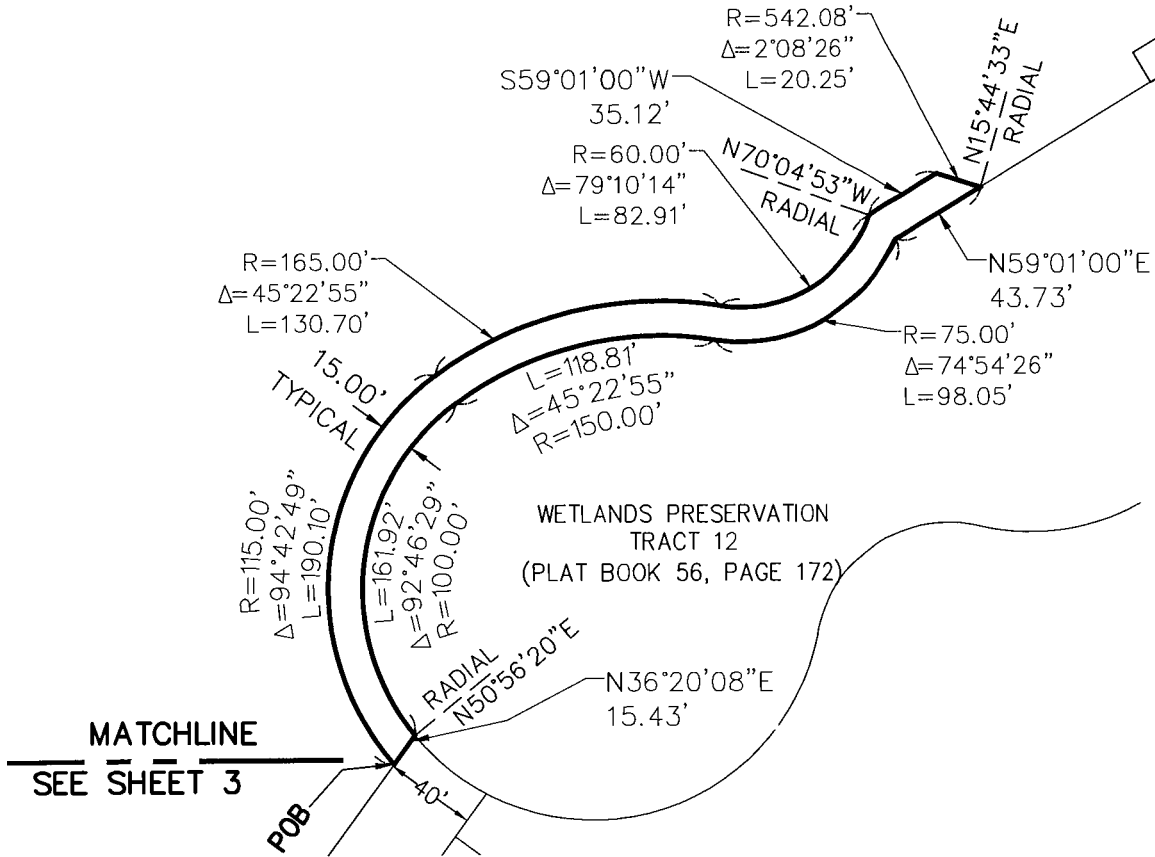 R=542.08'
Δ=2°08'26"
L=20.25'
S59°01'00"W
35.12'
N15°44'33"E
RADIAL
R=60.00'
Δ=79°10'14"
L=82.91'
N70°04'53"W
RADIAL
R=165.00'
Δ=45°22'55"
L=130.70'
N59°01'00"E
43.73'
15.00'
TYPICAL
L=118.81'
Δ=45°22'55"
R=150.00'
R=75.00'
Δ=74°54'26"
L=98.05'
R=115.00'
Δ=94°42'49"
L=190.10'
L=161.92'
Δ=92°46'29"
R=100.00'
WETLANDS PRESERVATION
TRACT 12
(PLAT BOOK 56, PAGE 172)
RADIAL
N50°56'20"E
N36°20'08"E
15.43'
MATCHLINE
SEE SHEET 3
POB
40'